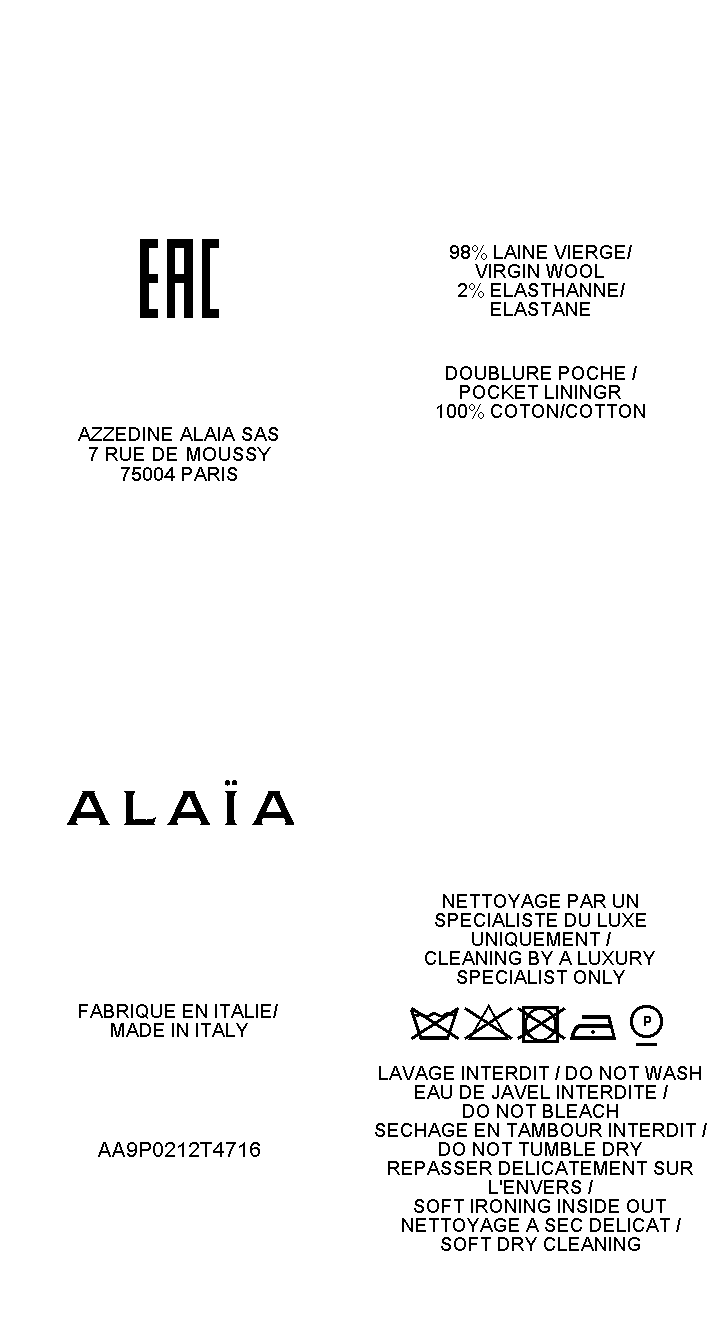 EAC
AZZEDINE ALAIA SAS
7 RUE DE MOUSSY
75004 PARIS
98% LAINE VIERGE/
VIRGIN WOOL
2% ELASTHANNE/
ELASTANE
DOUBLURE POCHE /
POCKET LININGR
100% COTON/COTTON
ALAÏA
FABRIQUE EN ITALIE/
MADE IN ITALY
AA9P0212T4716
NETTOYAGE PAR UN
SPECIALISTE DU LUXE
UNIQUEMENT /
CLEANING BY A LUXURY
SPECIALIST ONLY
P
LAVAGE INTERDIT / DO NOT WASH
EAU DE JAVEL INTERDITE /
DO NOT BLEACH
SECHAGE EN TAMBOUR INTERDIT /
DO NOT TUMBLE DRY
REPASSER DELICATEMENT SUR
L'ENVERS /
SOFT IRONING INSIDE OUT
NETTOYAGE A SEC DELICAT /
SOFT DRY CLEANING